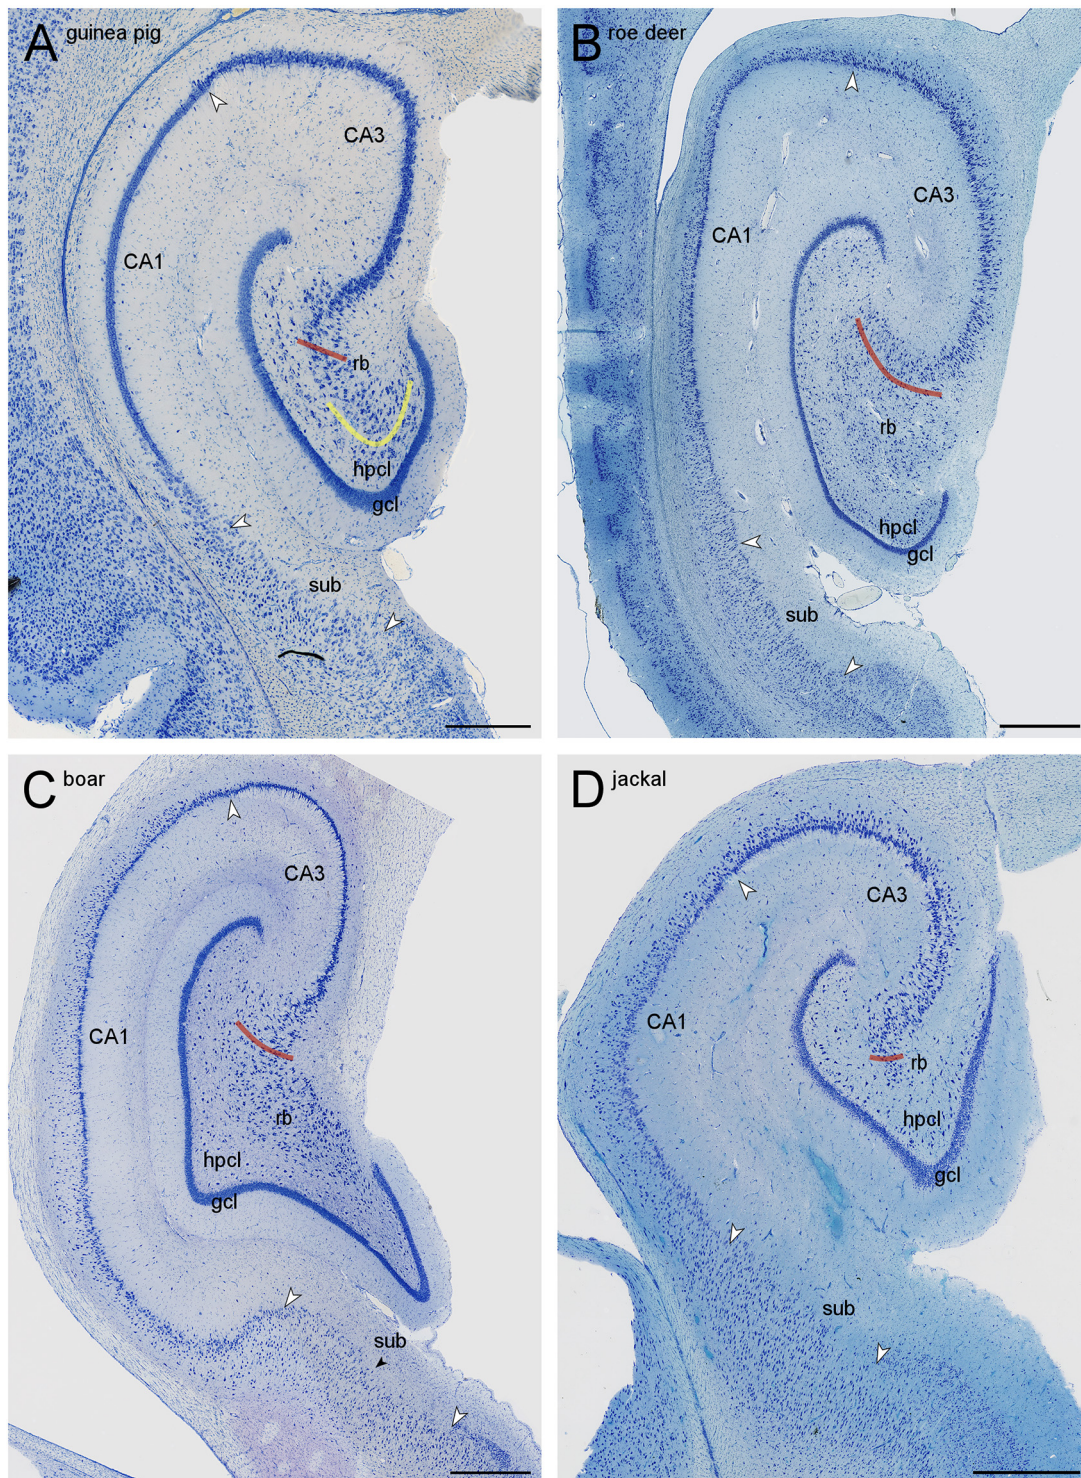 A guinea pig
CA3
CA1
rb
hpcl
gcl
sub
B roe deer
CA3
CA1
rb
hpcl
gcl
sub
C boar
CA3
CA1
rb
hpcl
gcl
sub
D jackal
CA3
CA1
rb
hpcl
gcl
sub